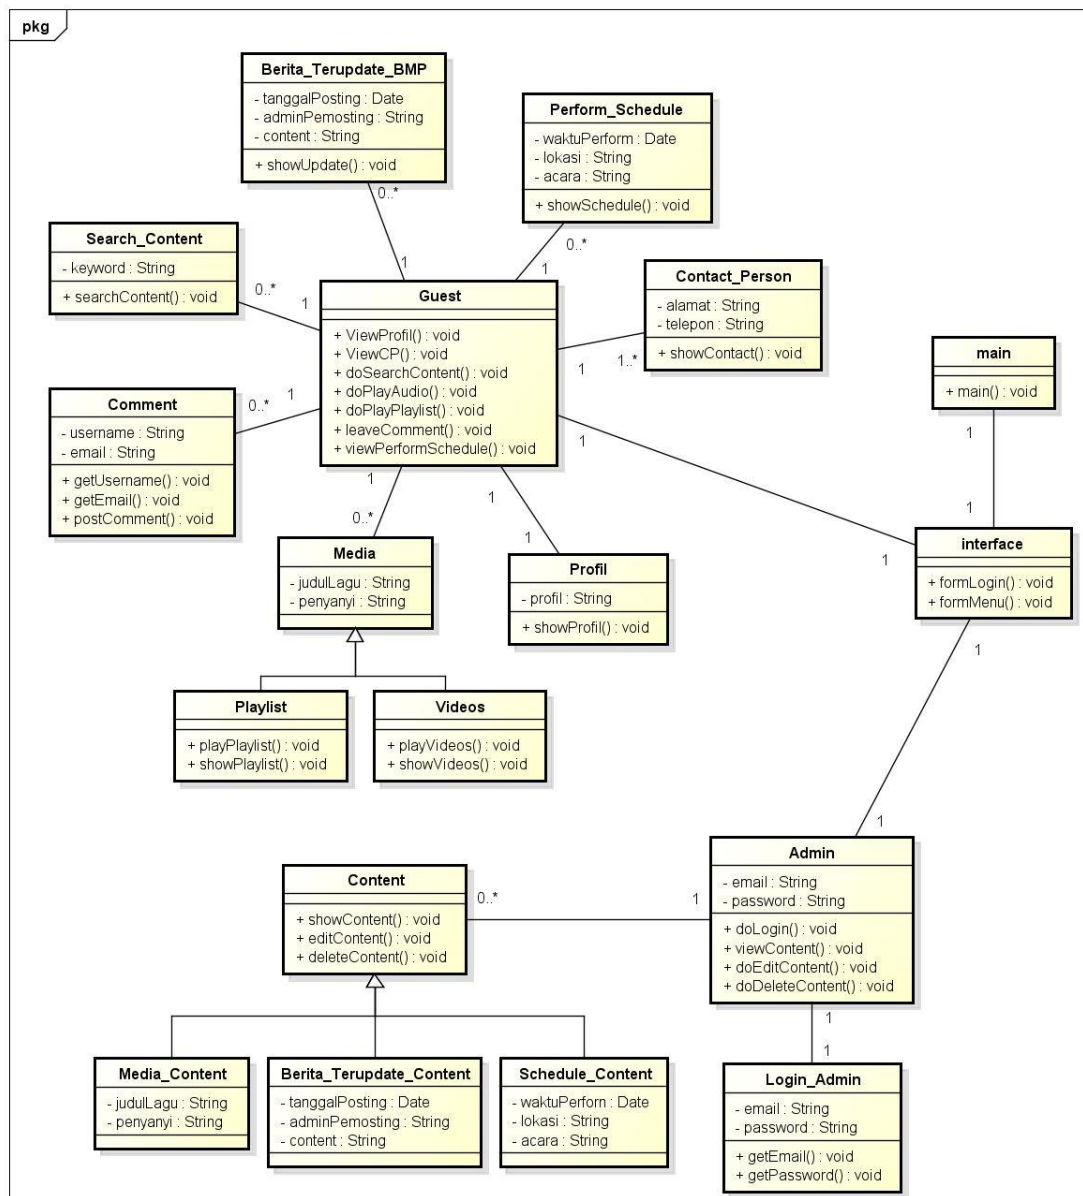 pkg
Berita_Terupdate_BMP
- tanggalPosting : Date
- adminPemosting : String
- content : String
+ showUpdate() : void
0..*
1
Perform_Schedule
- waktuPerform : Date
- lokasi : String
- acara : String
+ showSchedule() : void
0..*
1
Search_Content
- keyword : String
+ searchContent() : void
0..*
1
Guest
+ ViewProfil() : void
+ ViewCP() : void
+ doSearchContent() : void
+ doPlayAudio() : void
+ doPlayPlaylist() : void
+ leaveComment() : void
+ viewPerformSchedule() : void
Contact_Person
- alamat : String
- telepon : String
+ showContact() : void
1
1..*
main
+ main() : void
1
1
Comment
- username : String
- email : String
+ getUsername() : void
+ getEmail() : void
+ postComment() : void
0..*
1
1
1
interface
+ formLogin() : void
+ formMenu() : void
1
0..*
Media
- judulLagu : String
- penyanyi : String
1
1
Profil
- profil : String
+ showProfil() : void
Playlist
+ playPlaylist() : void
+ showPlaylist() : void
Videos
+ playVideos() : void
+ showVideos() : void
1
1
Admin
- email : String
- password : String
+ doLogin() : void
+ viewContent() : void
+ doEditContent() : void
+ doDeleteContent() : void
Content
+ showContent() : void
+ editContent() : void
+ deleteContent() : void
0..*
1
Media_Content
- judulLagu : String
- penyanyi : String
Berita_Terupdate_Content
- tanggalPosting : Date
- adminPemosting : String
- content : String
Schedule_Content
- waktuPerforn : Date
- lokasi : String
- acara : String
1
1
Login_Admin
- email : String
- password : String
+ getEmail() : void
+ getPassword() : void